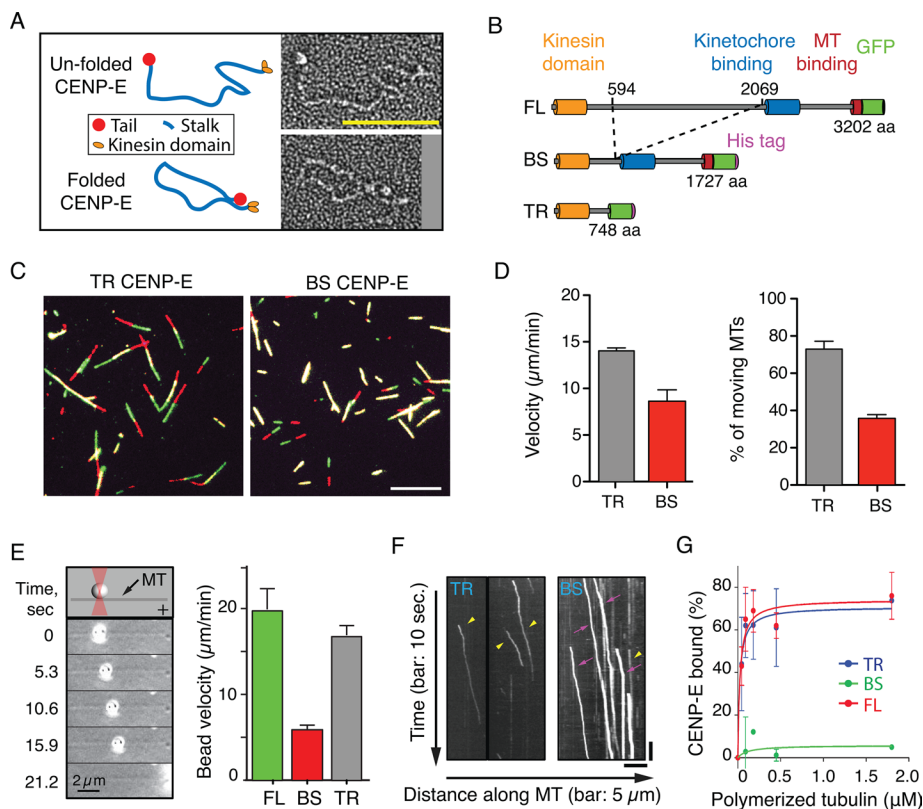 A
Un-folded
CENP-E
Tail
Stalk
Kinesin domain
Folded
CENP-E
B
Kinesin
domain
Kinetochore
binding
MT
binding
GFP
594
2069
FL
3202 aa
His tag
BS
1727 aa
TR
748 aa
C
TR CENP-E
BS CENP-E
D
Velocity (µm/min)
20
15
10
5
0
TR
BS
% of moving MTs
100
80
60
40
20
0
TR
BS
E
Time,
sec
MT
+
0
5.3
10.6
15.9
21.2
2 µm
Bead velocity (µm/min)
20
10
0
FL
BS
TR
F
Time (bar: 10 sec.)
TR
BS
Distance along MT (bar: 5 µm)
G
CENP-E bound (%)
80
60
40
20
0
TR
BS
FL
0
0.6
1.2
1.8
2.4
Polymerized tubulin (µM)